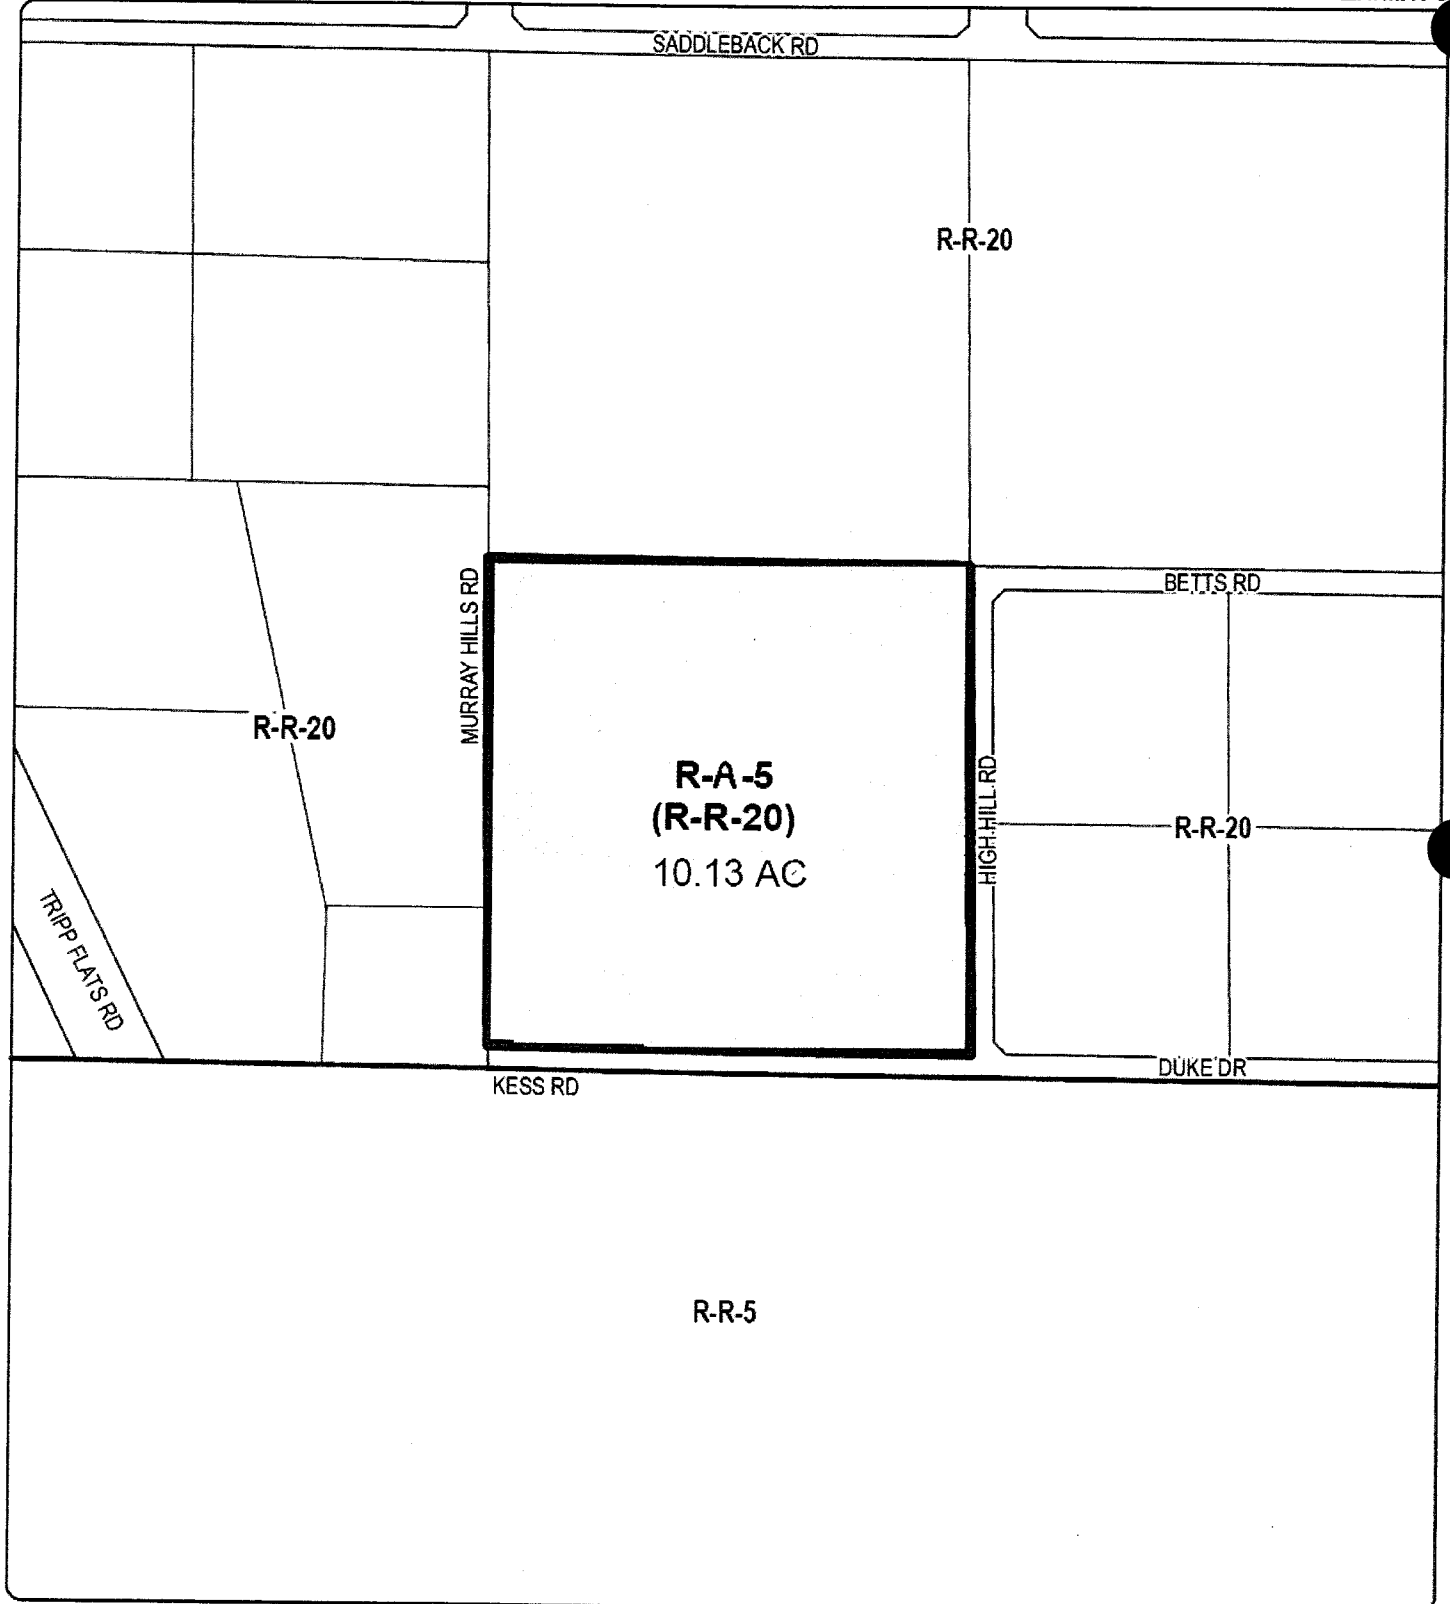 SADDLEBACK RD
R-R-20
MURRAY HILLS RD
BETTS RD
R-R-20
R-A-5
(R-R-20)
10.13 AC
HIGH HILL RD
R-R-20
TRIPP FLATS RD
KESS RD
DUKE DR
R-R-5